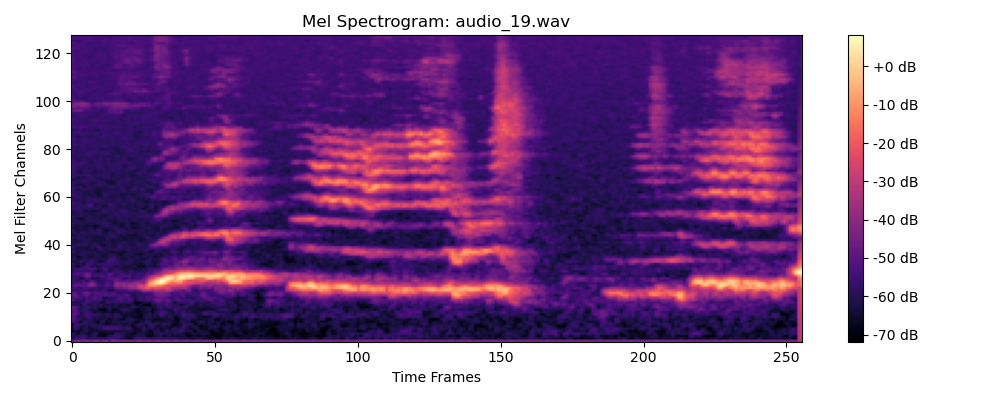 Mel Spectrogram: audio_19.wav
120
100
80
60
40
20
0
Mel Filter Channels
0
50
100
150
200
250
Time Frames
+0 dB
-10 dB
-20 dB
-30 dB
-40 dB
-50 dB
-60 dB
-70 dB